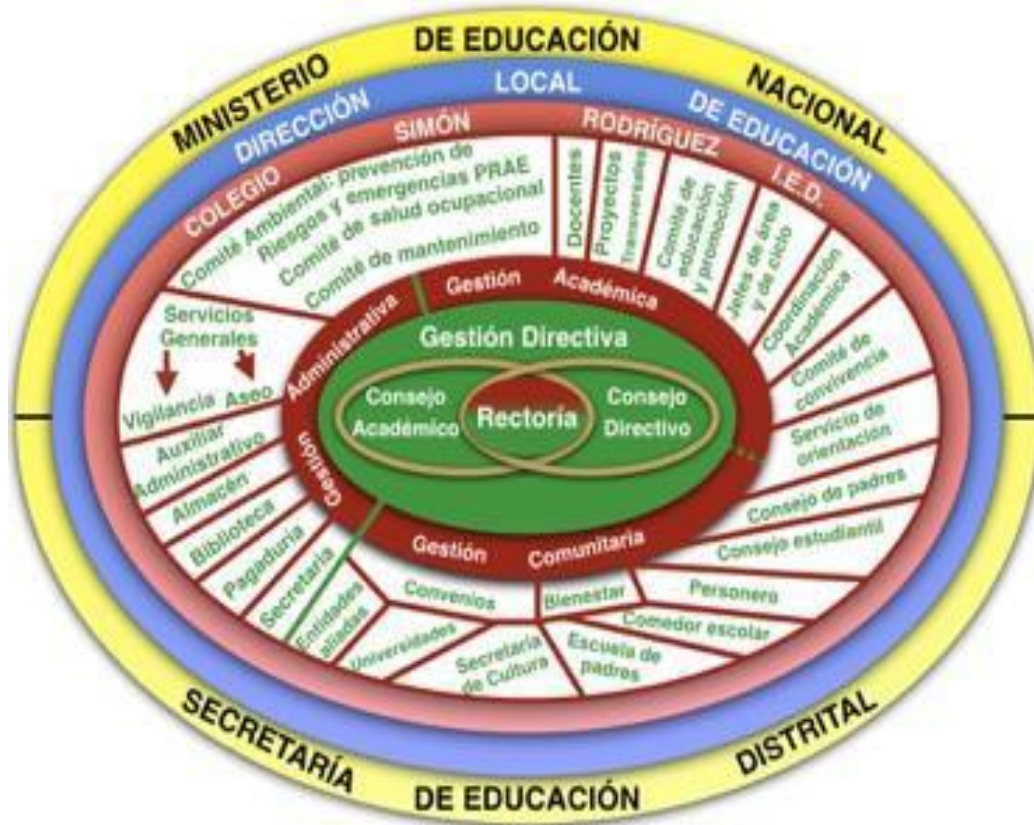 MINISTERIO DE EDUCACIÓN NACIONAL
DIRECCIÓN LOCAL DE EDUCACIÓN
COLEGIO SIMÓN RODRÍGUEZ I.E.D.
Comité Ambiental: prevención de
Riesgos y emergencias PRAE
Comité de salud ocupacional
Comité de mantenimiento
Docentes
Proyectos
Transversales
Comité de
educación
y promoción
Jefes de área
y de ciclo
Coordinación
Académica
Comité de
convivencia
Servicio de
orientación
Consejo de padres
Consejo estudiantil
Personero
Comedor escolar
Bienestar
Escuela de
padres
Convenios
Secretaria
de Cultura
Universidades
Entidades
aliadas
Secretaria
Pagaduría
Biblioteca
Almacén
Auxiliar
Administrativo
Servicios
Generales
Vigilancia Aseo
Gestión Administrativa
Gestión Académica
Gestión Comunitaria
Gestión Directiva
Consejo
Académico
Rectoría
Consejo
Directivo
SECRETARÍA DE EDUCACIÓN DISTRITAL